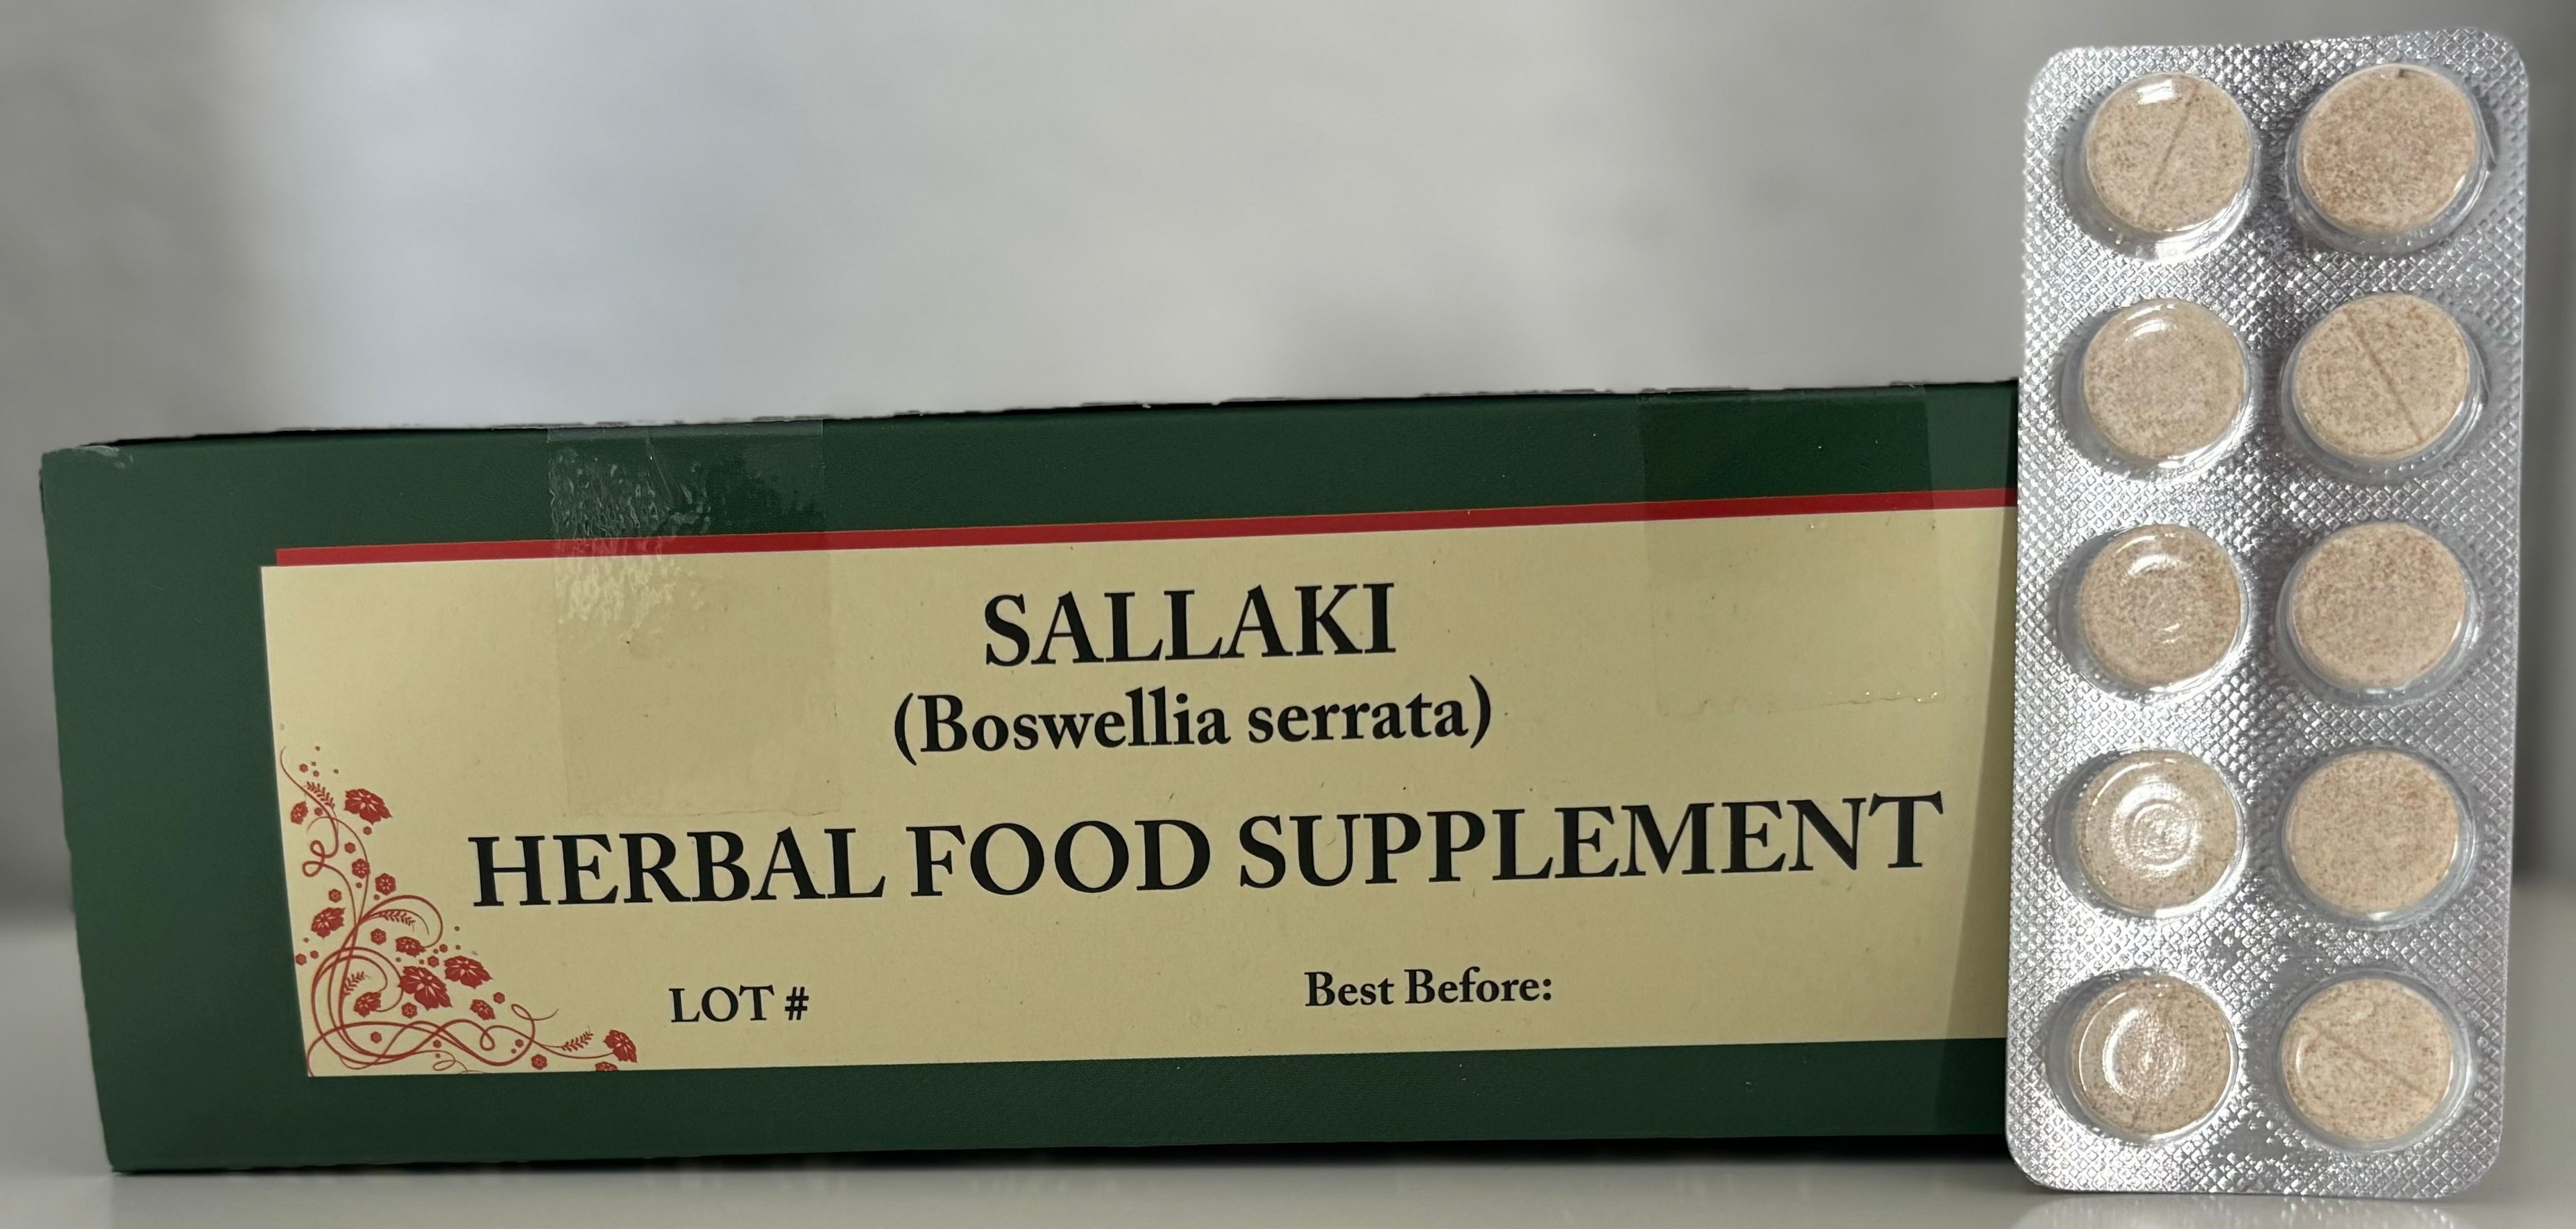 SALLAKI
(Boswellia serrata)
HERBAL FOOD SUPPLEMENT
LOT #
Best Before: